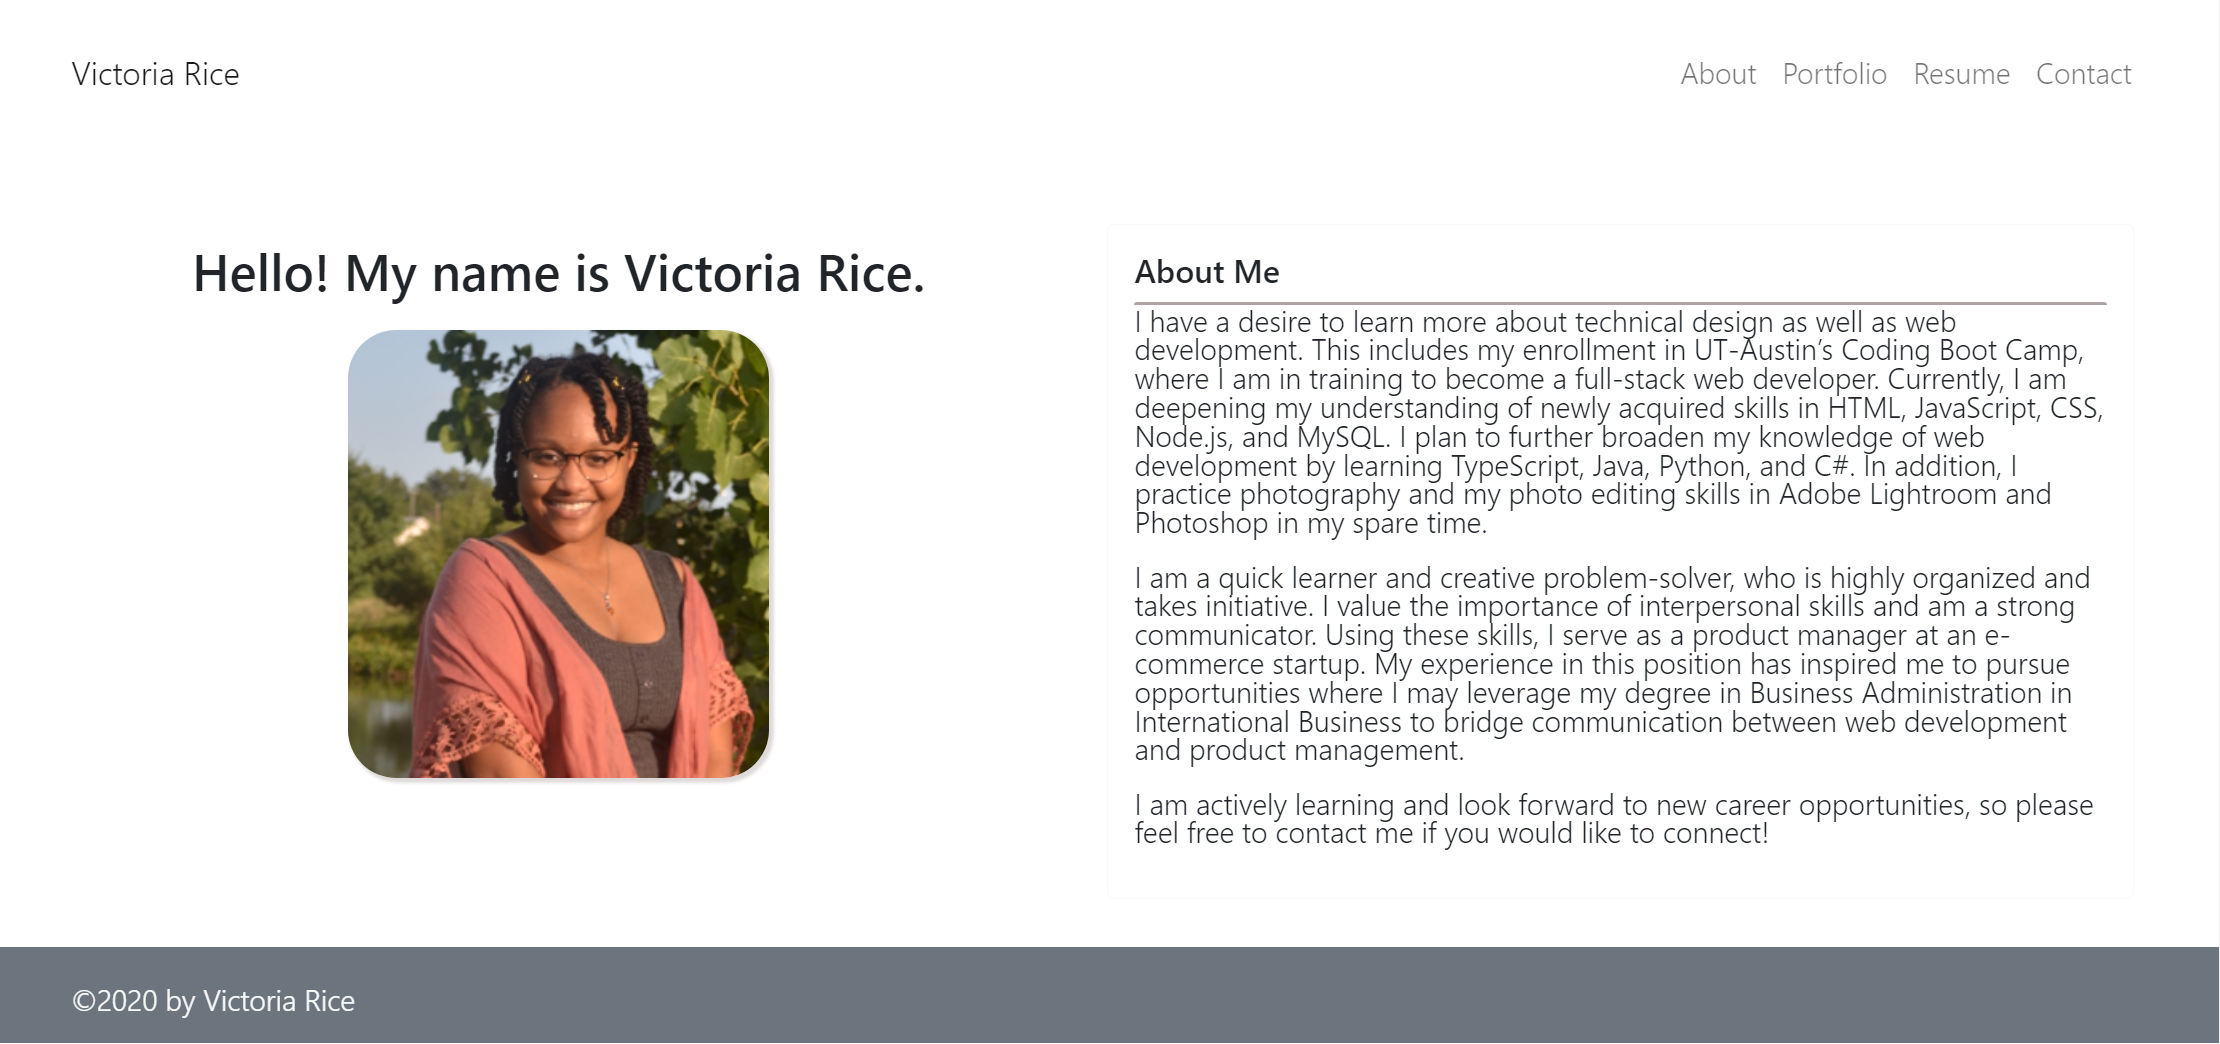 Victoria Rice
About Portfolio Resume Contact
Hello! My name is Victoria Rice.
About Me
I have a desire to learn more about technical design as well as web
development. This includes my enrollment in UT-Austin’s Coding Boot Camp,
where I am in training to become a full-stack web developer. Currently, I am
deepening my understanding of newly acquired skills in HTML, JavaScript, CSS,
Node.js, and MySQL. I plan to further broaden my knowledge of web
development by learning TypeScript, Java, Python, and C#. In addition, I
practice photography and my photo editing skills in Adobe Lightroom and
Photoshop in my spare time.
I am a quick learner and creative problem-solver, who is highly organized and
takes initiative. I value the importance of interpersonal skills and am a strong
communicator. Using these skills, I serve as a product manager at an e-
commerce startup. My experience in this position has inspired me to pursue
opportunities where I may leverage my degree in Business Administration in
International Business to bridge communication between web development
and product management.
I am actively learning and look forward to new career opportunities, so please
feel free to contact me if you would like to connect!
©2020 by Victoria Rice